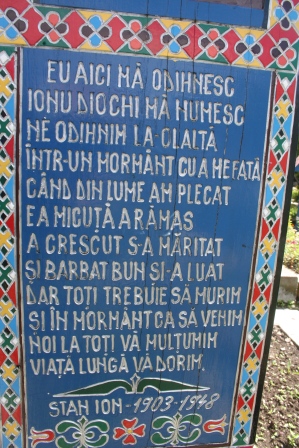 EU AICI MĂ ODIHNESC
IONU DIOCHI MĂ NUMESC
NE ODIHNIM LA-OLALTĂ
ÎNTR-UN MORMÂNT CU A ME FATĂ
CÂND DIN LUME AM PLECAT
EA MICUȚĂ A RĂMAS
A CRESCUT S-A MĂRITAT
ȘI BARBAT BUN ȘI-A LUAT
DAR TOȚI TREBUIE SĂ MURIM
ȘI ÎN MORMÂNT CA SĂ VENIM
NOI LA TOȚI VĂ MULȚUMIM
VIAȚĂ LUNGĂ VĂ DORIM.
STAN ION - 1903-1948